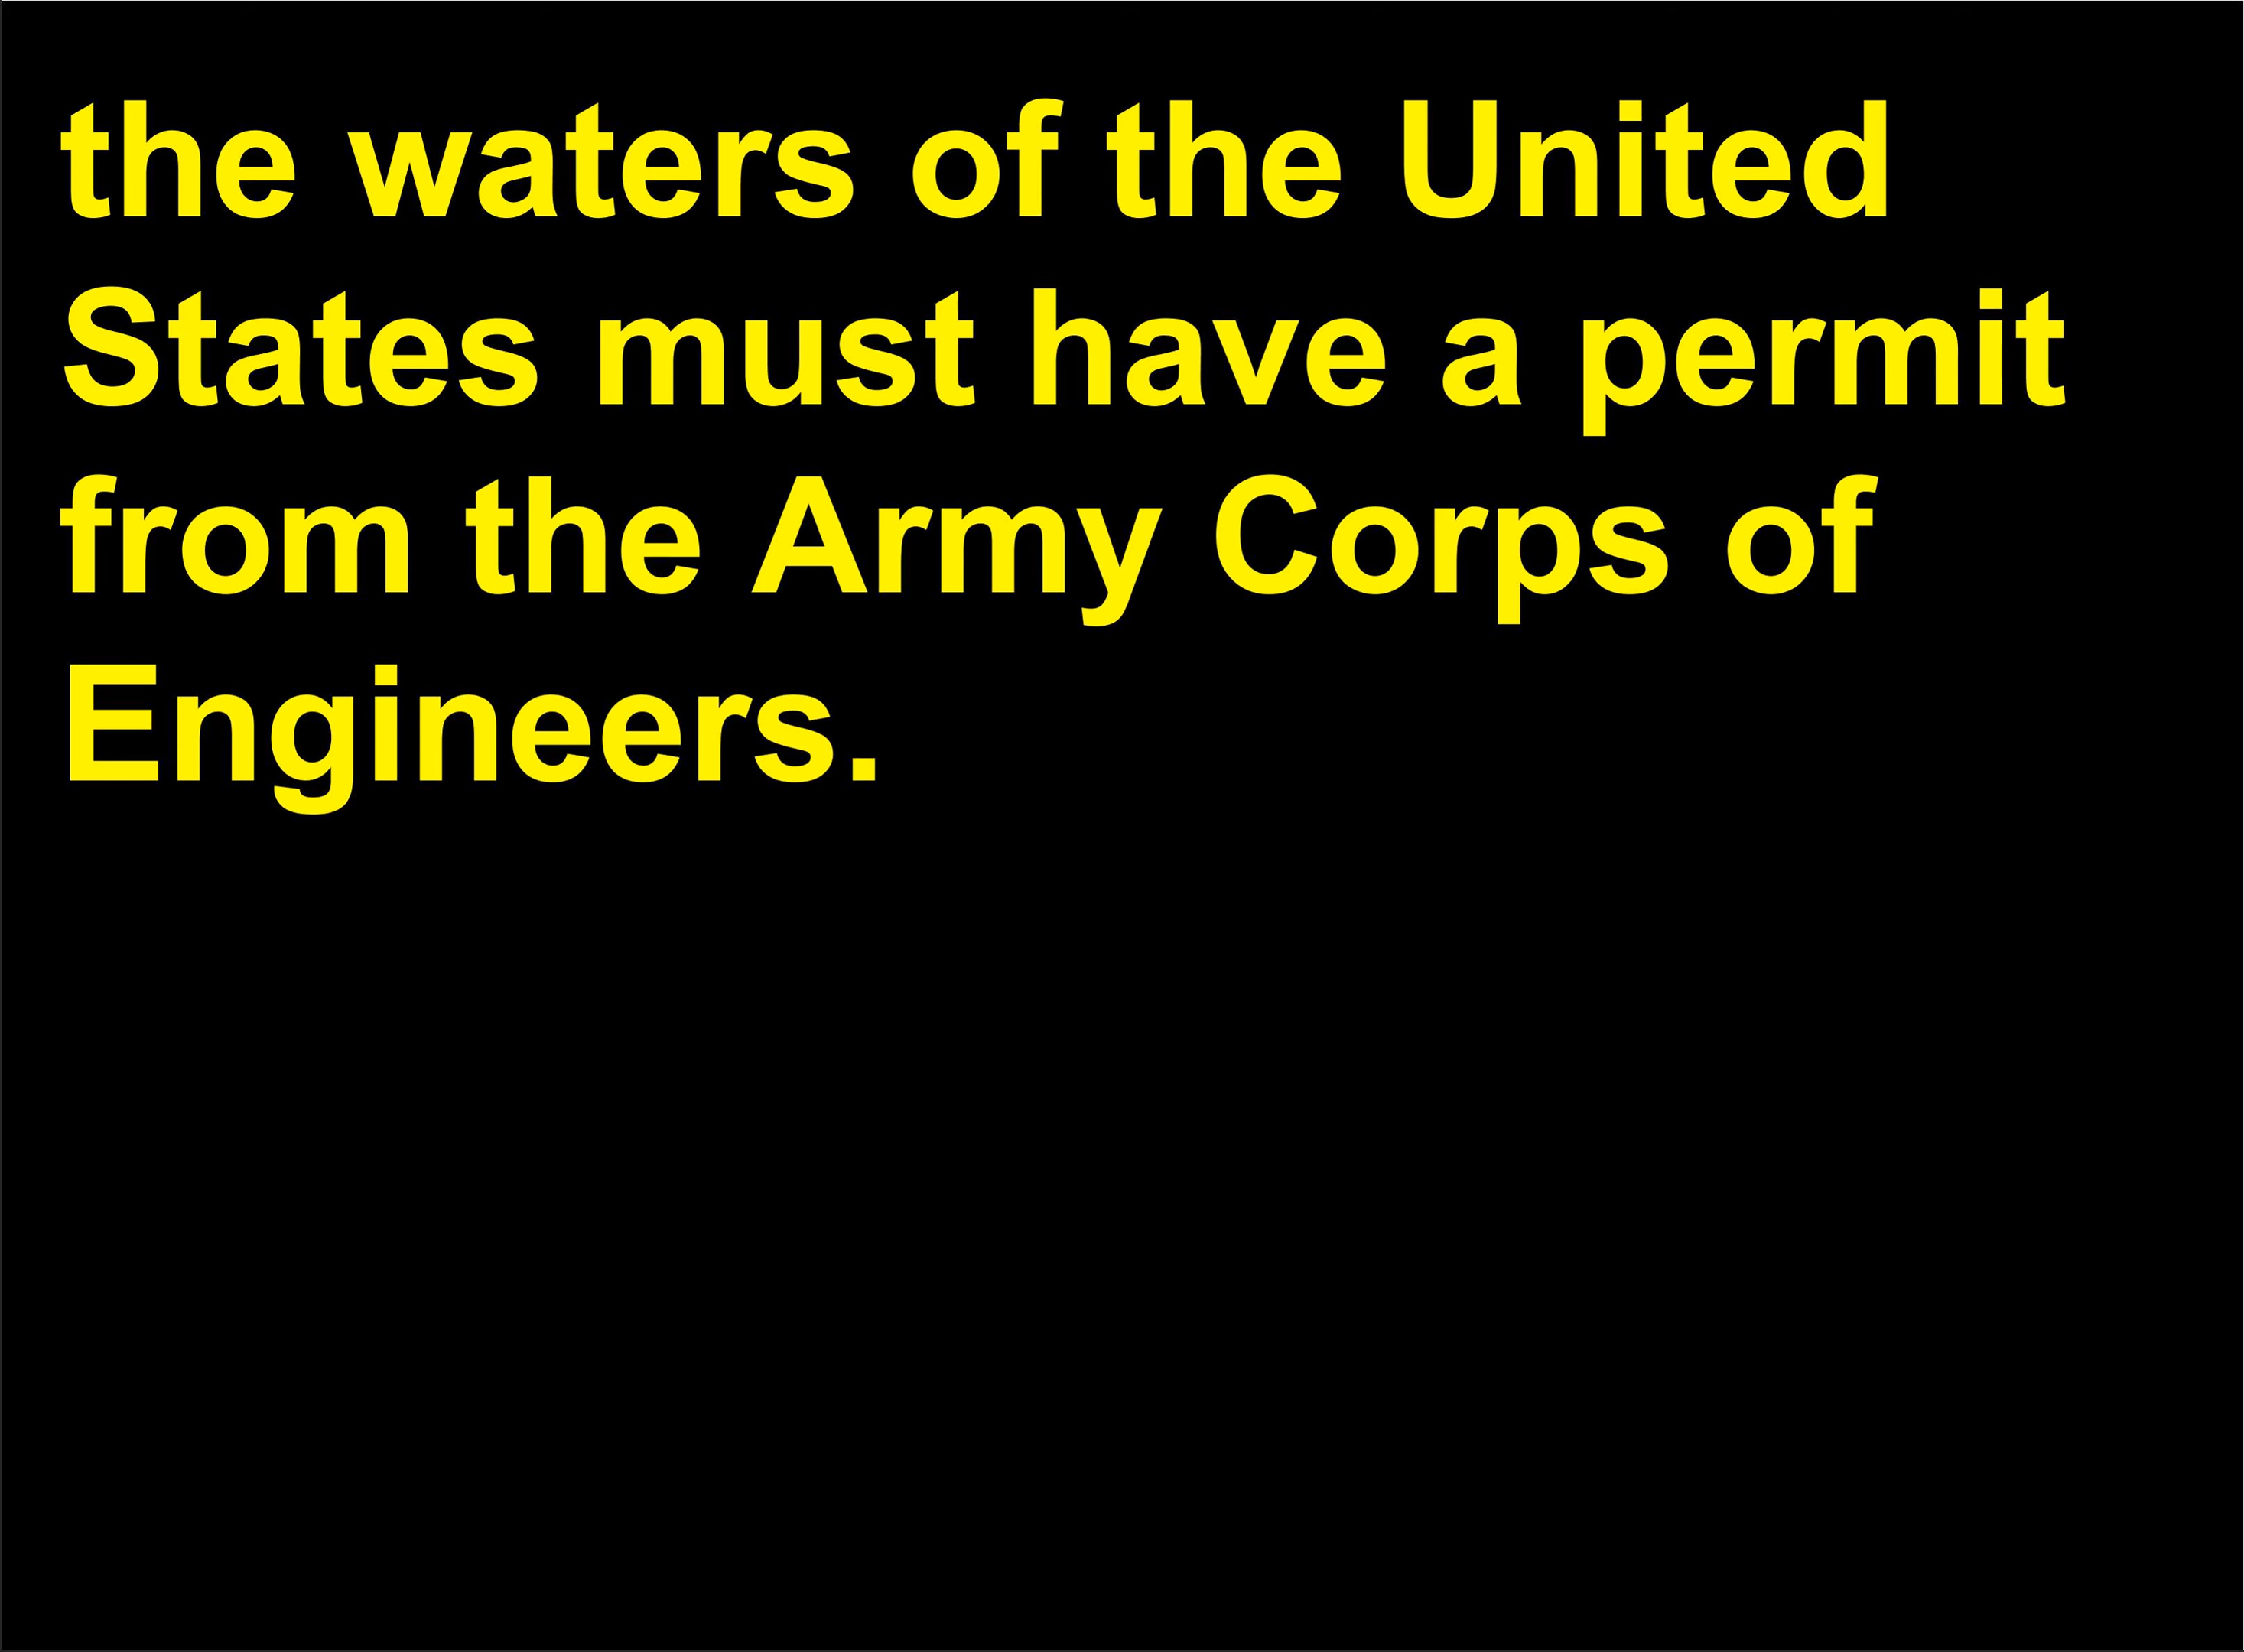 the waters of the United
States must have a permit
from the Army Corps of
Engineers.